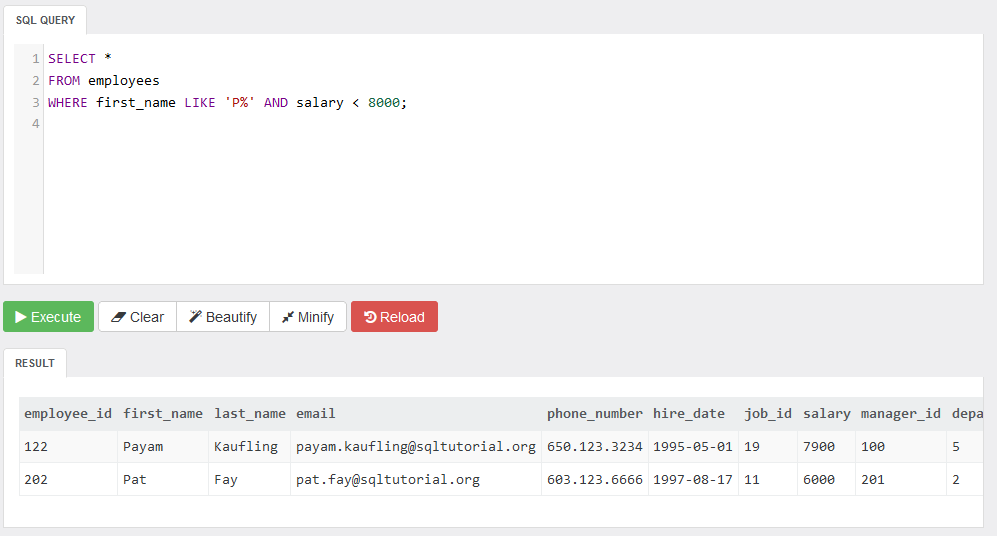 SQL QUERY
1 SELECT *
2 FROM employees
3 WHERE first_name LIKE 'P%' AND salary < 8000;
4
Execute Clear Beautify Minify Reload
RESULT
employee_id first_name last_name email phone_number hire_date job_id salary manager_id depa
122 Payam Kaufling payam.kaufling@sqltutorial.org 650.123.3234 1995-05-01 19 7900 100 5
202 Pat Fay pat.fay@sqltutorial.org 603.123.6666 1997-08-17 11 6000 201 2